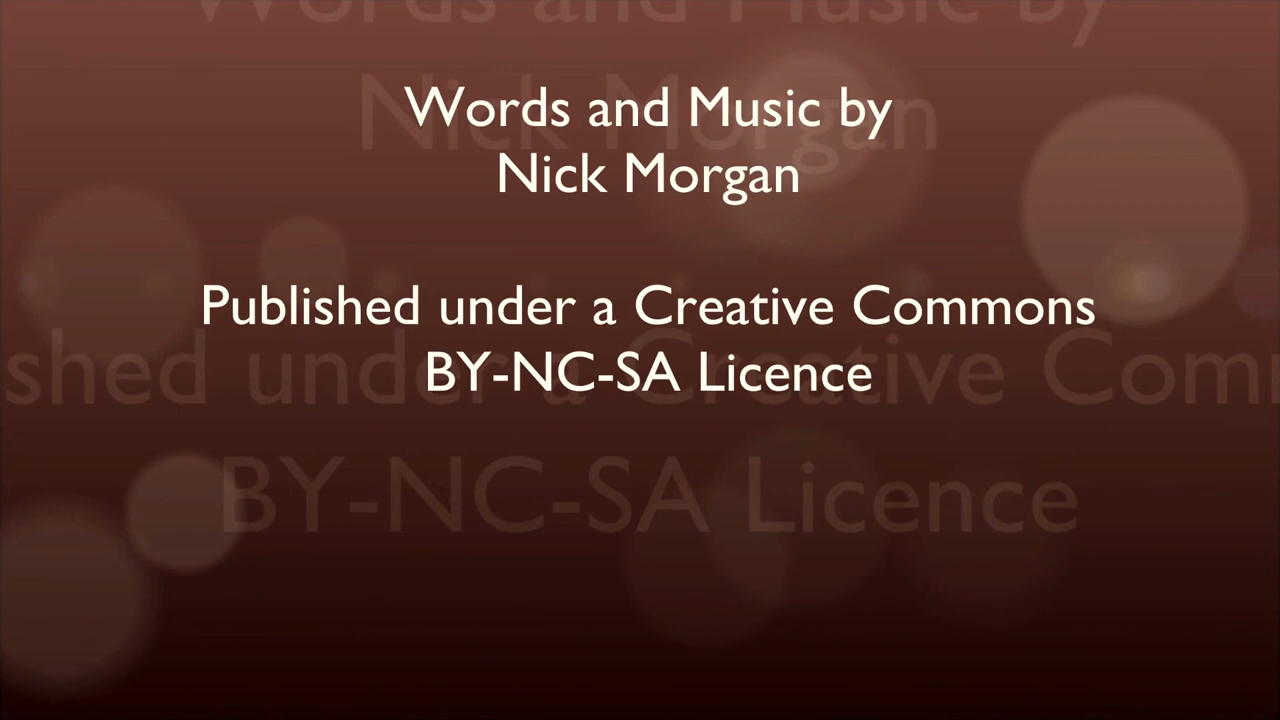 Words and Music by
Nick Morgan
Published under a Creative Commons
BY-NC-SA Licence